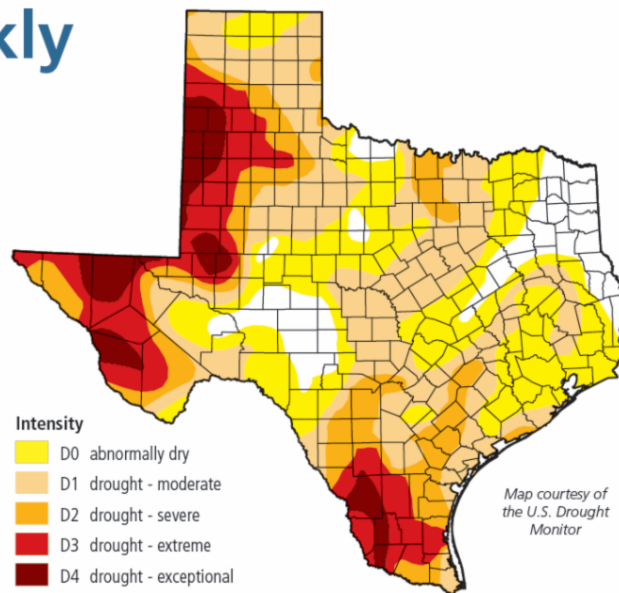 kly
Intensity
D0 abnormally dry
D1 drought - moderate
D2 drought - severe
D3 drought - extreme
D4 drought - exceptional
Map courtesy of
the U.S. Drought
Monitor